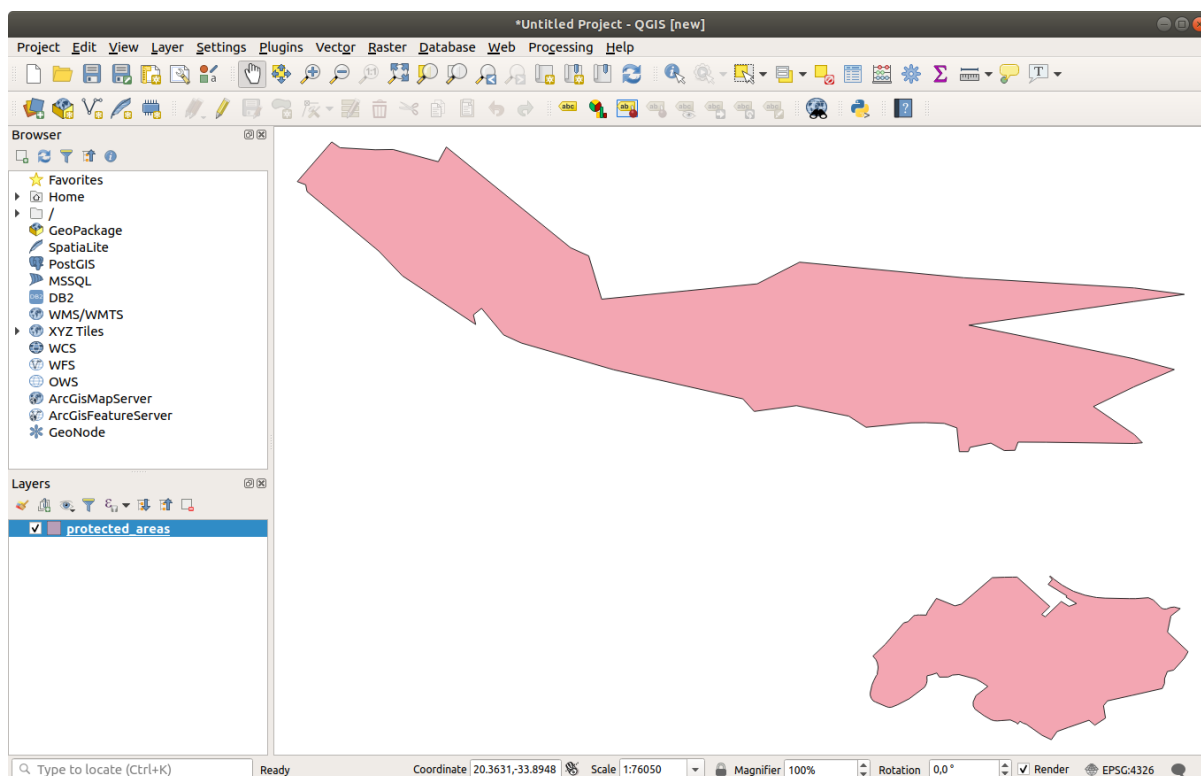 *Untitled Project - QGIS [new]
Project Edit View Layer Settings Plugins Vector Raster Database Web Processing Help
Browser
Favorites
Home
/
GeoPackage
SpatiaLite
PostGIS
MSSQL
DB2
WMS/WMTS
XYZ Tiles
WCS
WFS
OWS
ArcGisMapServer
ArcGisFeatureServer
GeoNode
Layers
protected_areas
Type to locate (Ctrl+K) Ready Coordinate 20.3631,-33.8948 Scale 1:76050 Magnifier 100% Rotation 0,0° Render EPSG:4326